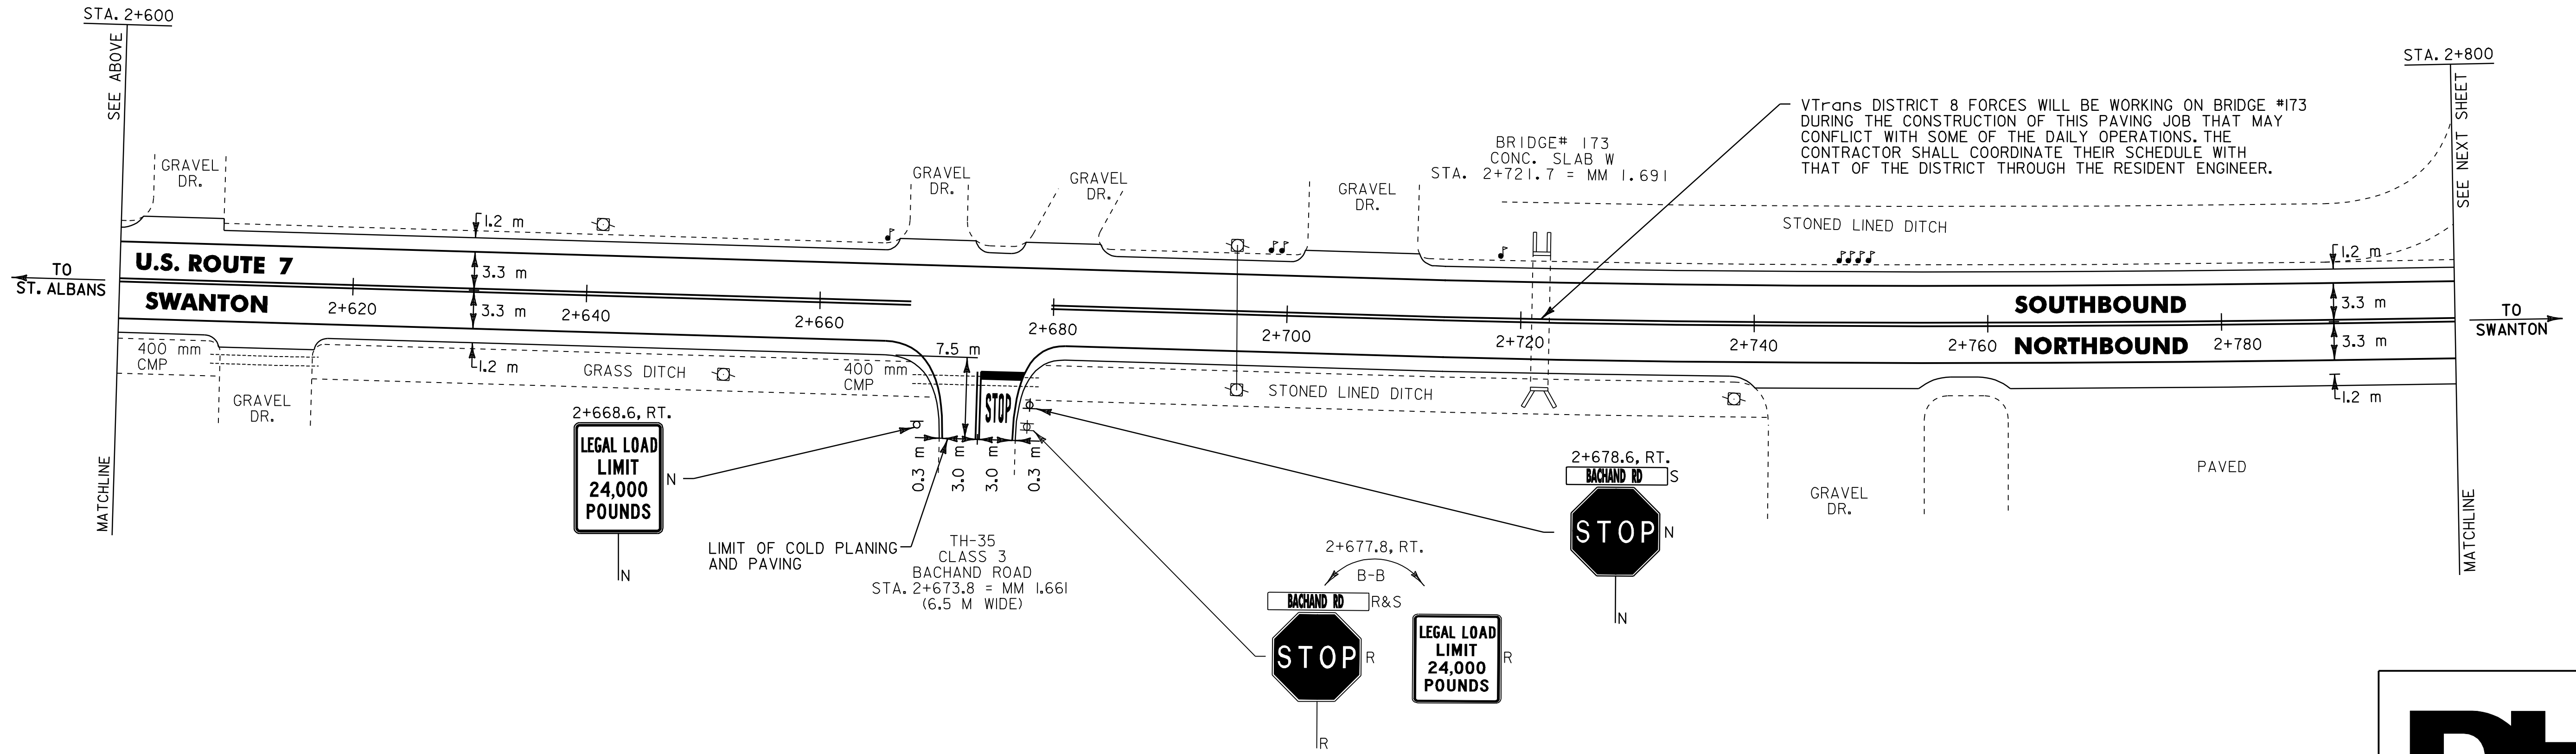 STA. 2+600
SEE ABOVE
MATCHLINE
STA. 2+800
SEE NEXT SHEET
MATCHLINE
VTrans DISTRICT 8 FORCES WILL BE WORKING ON BRIDGE #173
DURING THE CONSTRUCTION OF THIS PAVING JOB THAT MAY
CONFLICT WITH SOME OF THE DAILY OPERATIONS. THE
CONTRACTOR SHALL COORDINATE THEIR SCHEDULE WITH
THAT OF THE DISTRICT THROUGH THE RESIDENT ENGINEER.
BRIDGE# 173
CONC. SLAB W
STA. 2+721.7 = MM 1.691
GRAVEL
DR.
GRAVEL
DR.
GRAVEL
DR.
GRAVEL
DR.
STONED LINED DITCH
1.2 m
1.2 m
TO
ST. ALBANS
U.S. ROUTE 7
SWANTON
3.3 m
3.3 m
SOUTHBOUND
NORTHBOUND
3.3 m
3.3 m
TO
SWANTON
2+620
2+640
2+660
2+680
2+700
2+720
2+740
2+760
2+780
400 mm
CMP
1.2 m
GRASS DITCH
400 mm
CMP
7.5 m
STOP
STONED LINED DITCH
1.2 m
GRAVEL
DR.
0.3 m
3.0 m
3.0 m
0.3 m
2+668.6, RT.
LEGAL LOAD
LIMIT
24,000
POUNDS
N
N
LIMIT OF COLD PLANING
AND PAVING
TH-35
CLASS 3
BACHAND ROAD
STA. 2+673.8 = MM 1.661
(6.5 M WIDE)
2+677.8, RT.
B-B
BACHAND RD
R&S
STOP
R
R
LEGAL LOAD
LIMIT
24,000
POUNDS
R
2+678.6, RT.
BACHAND RD
S
STOP
N
N
GRAVEL
DR.
PAVED